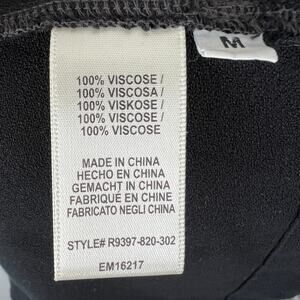 M
100% VISCOSE /
100% VISCOSA /
100% VISKOSE /
100% VISCOSE /
100% VISCOSE
MADE IN CHINA
HECHO EN CHINA
GEMACHT IN CHINA
FABRIQUÉ EN CHINE
FABRICATO NEGLI CHINA
STYLE# R9397-820-302
EM16217